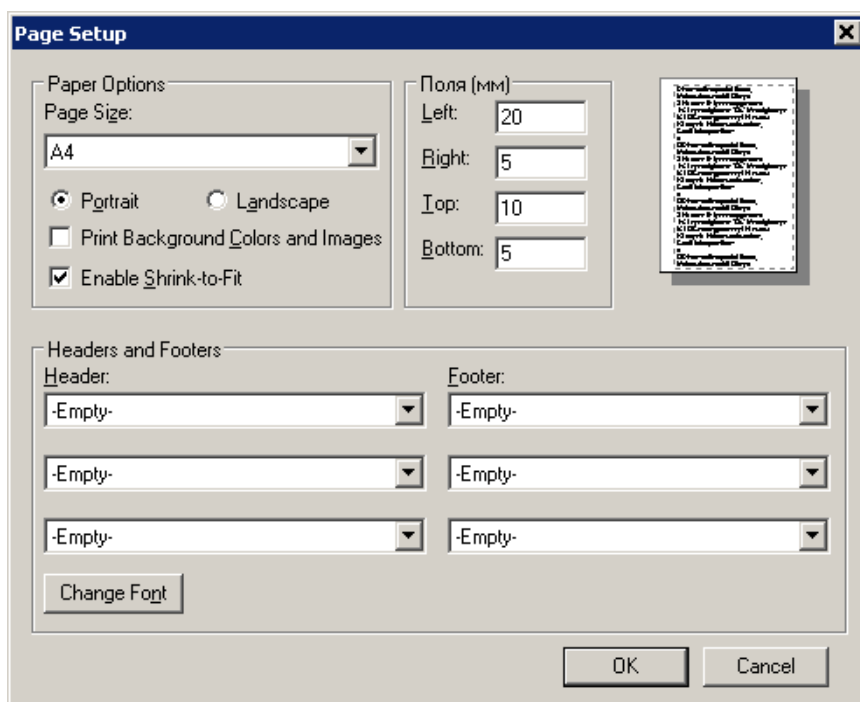 Page Setup
Paper Options
Page Size:
A4
Portrait
Landscape
Print Background Colors and Images
Enable Shrink-to-Fit
Поля (мм)
Left: 20
Right: 5
Top: 10
Bottom: 5
Headers and Footers
Header:
-Empty-
-Empty-
-Empty-
Footer:
-Empty-
-Empty-
-Empty-
Change Font
OK
Cancel